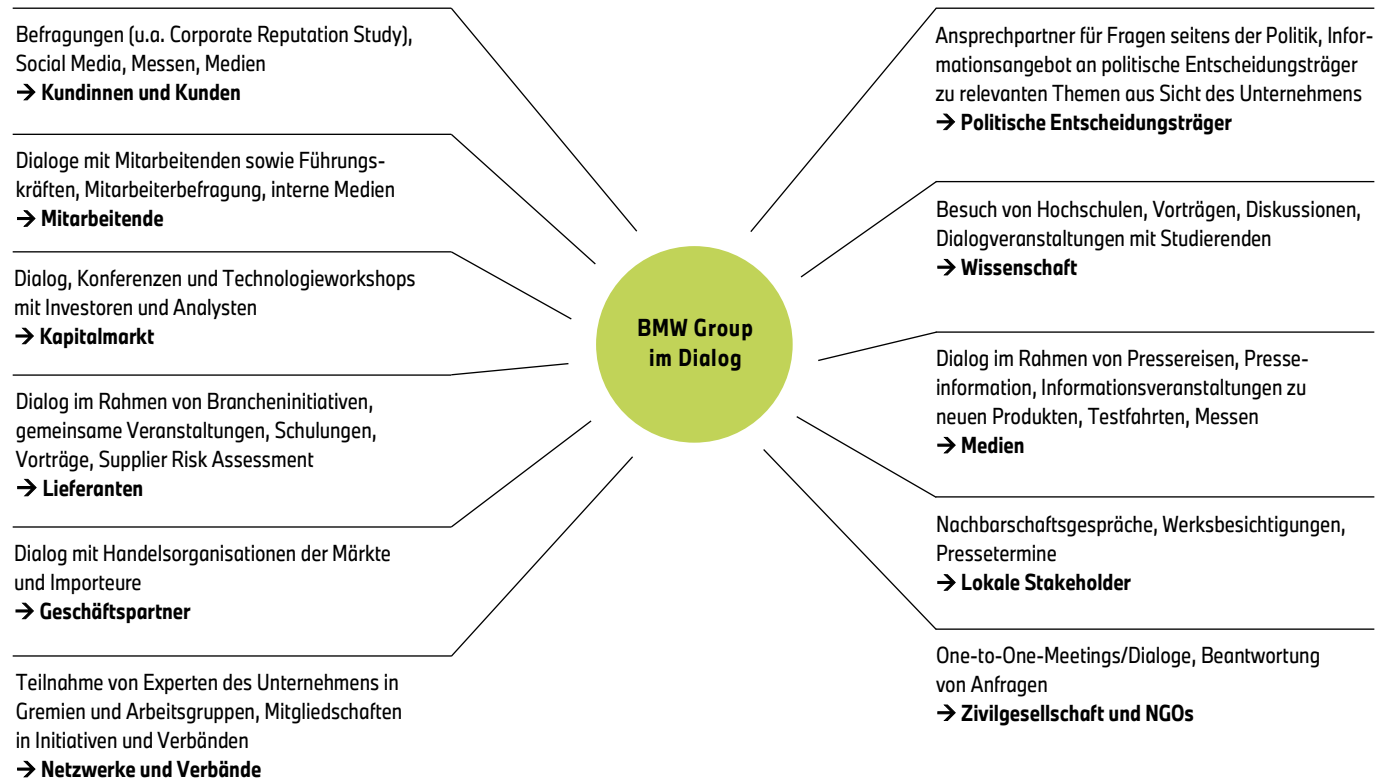 Befragungen (u.a. Corporate Reputation Study),
Social Media, Messen, Medien
→ Kundinnen und Kunden
Dialoge mit Mitarbeitenden sowie Führungs-
kräften, Mitarbeiterbefragung, interne Medien
→ Mitarbeitende
Dialog, Konferenzen und Technologieworkshops
mit Investoren und Analysten
→ Kapitalmarkt
Dialog im Rahmen von Brancheninitiativen,
gemeinsame Veranstaltungen, Schulungen,
Vorträge, Supplier Risk Assessment
→ Lieferanten
Dialog mit Handelsorganisationen der Märkte
und Importeure
→ Geschäftspartner
Teilnahme von Experten des Unternehmens in
Gremien und Arbeitsgruppen, Mitgliedschaften
in Initiativen und Verbänden
→ Netzwerke und Verbände
BMW Group
im Dialog
Ansprechpartner für Fragen seitens der Politik, Infor-
mationsangebot an politische Entscheidungsträger
zu relevanten Themen aus Sicht des Unternehmens
→ Politische Entscheidungsträger
Besuch von Hochschulen, Vorträgen, Diskussionen,
Dialogveranstaltungen mit Studierenden
→ Wissenschaft
Dialog im Rahmen von Pressereisen, Presse-
information, Informationsveranstaltungen zu
neuen Produkten, Testfahrten, Messen
→ Medien
Nachbarschaftsgespräche, Werksbesichtigungen,
Pressetermine
→ Lokale Stakeholder
One-to-One-Meetings/Dialoge, Beantwortung
von Anfragen
→ Zivilgesellschaft und NGOs